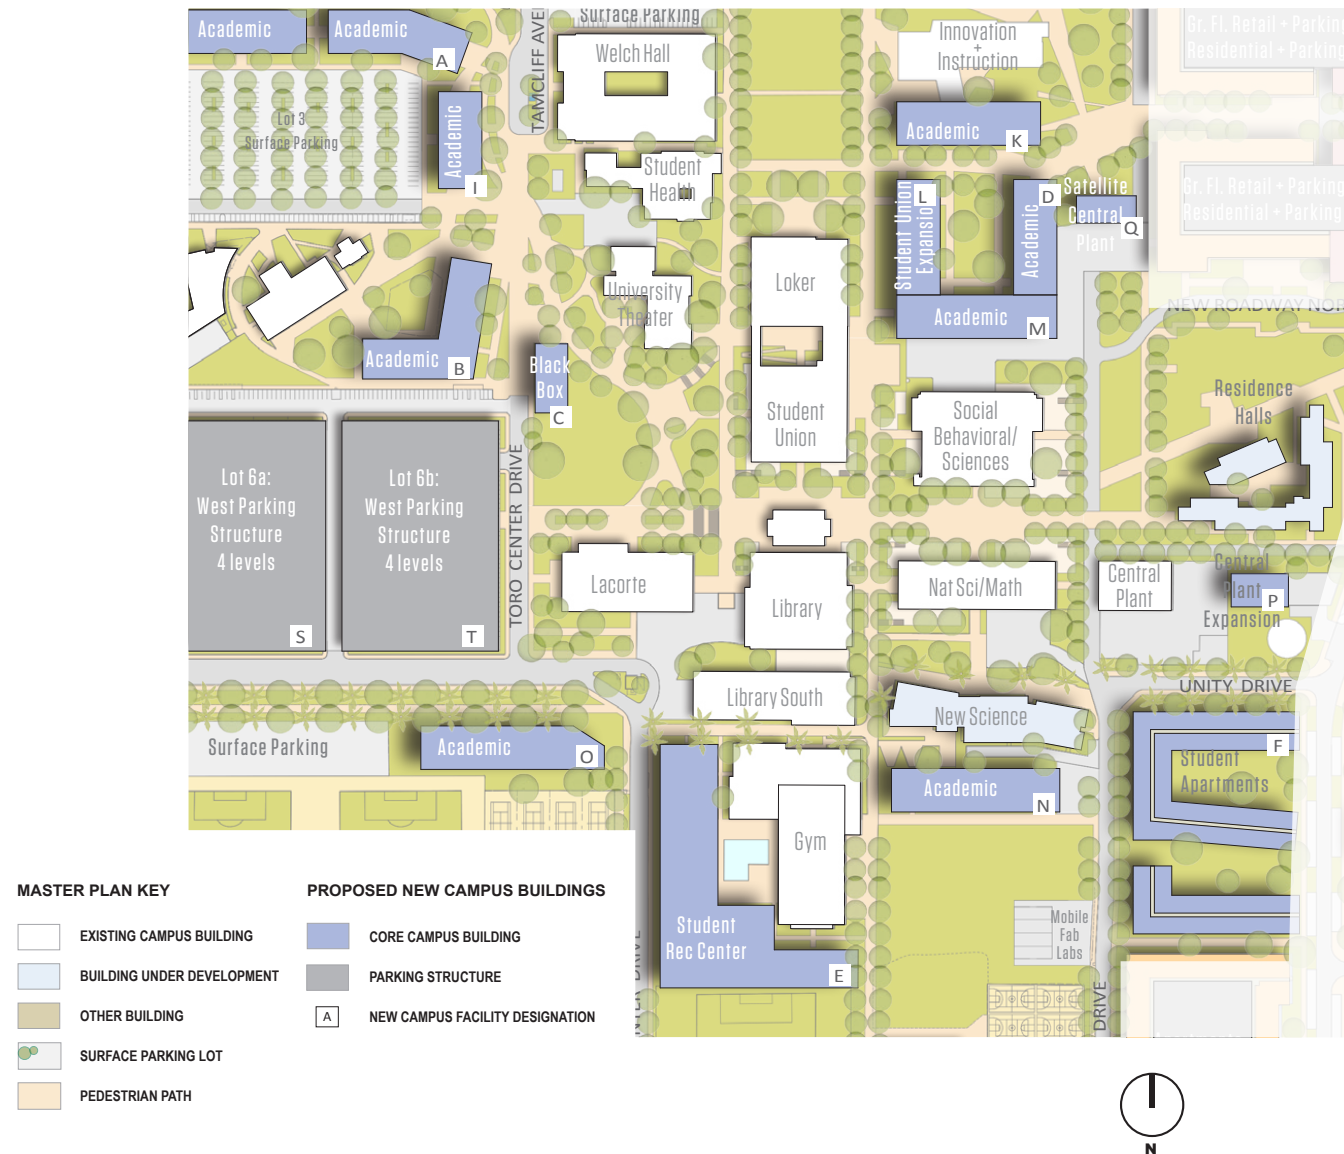 Surface Parking
Academic
Academic
A
TAMCLIFF AVE
Welch Hall
Innovation
+
Instruction
Gr. Fl. Retail + Parking
Residential + Parking
Lot 3
Surface Parking
Academic
I
Student
Health
Academic
K
Student Union
Expansion
L
Academic
D
Satellite
Central
Plant
Q
Gr. Fl. Retail + Parking
Residential + Parking
University
Theater
Loker
Student
Union
Academic
M
NEW ROADWAY NOR
Academic
B
Black
Box
C
Social
Behavioral/
Sciences
Residence
Halls
Lot 6a:
West Parking
Structure
4 levels
S
Lot 6b:
West Parking
Structure
4 levels
T
TORO CENTER DRIVE
Lacorte
Library
Nat Sci/Math
Central
Plant
Central
Plant
Expansion
P
UNITY DRIVE
Library South
New Science
Surface Parking
Academic
O
Student
Apartments
F
Academic
N
Gym
Student
Rec Center
E
Mobile
Fab
Labs
DRIVE
MASTER PLAN KEY
EXISTING CAMPUS BUILDING
BUILDING UNDER DEVELOPMENT
OTHER BUILDING
SURFACE PARKING LOT
PEDESTRIAN PATH
PROPOSED NEW CAMPUS BUILDINGS
CORE CAMPUS BUILDING
PARKING STRUCTURE
A
NEW CAMPUS FACILITY DESIGNATION
N